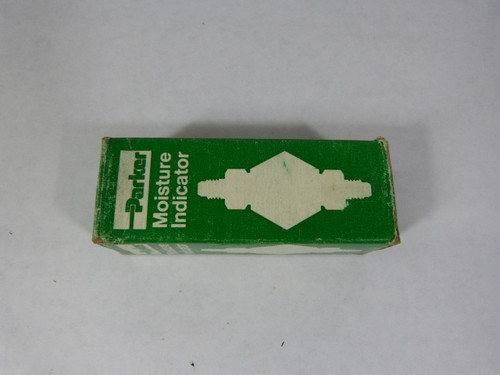 Parker
Moisture
Indicator